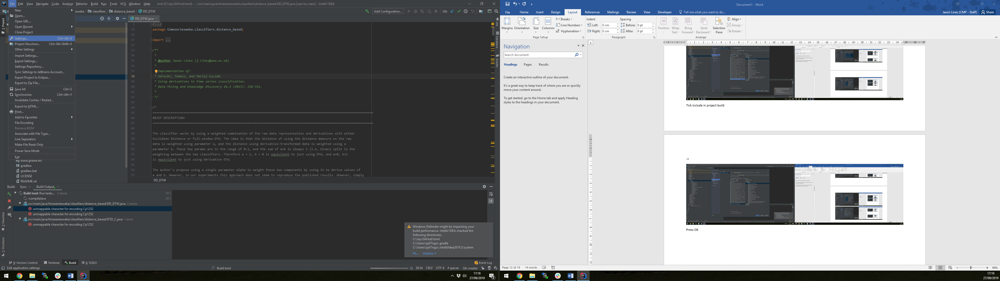 File Edit View Navigate Code Analyze Refactor Build Run Tools VCS Window Help tsml [C:\Jay\GitHub\tsml] - ...\src\main\java\timeseriesweka\classifiers\distance_based\DD_DTW.java [uea-tsc.main] - IntelliJ IDEA
esweka classifiers distance_based DD_DTW Add Configuration... Git:
New
Open...
Open URL...
Open Recent
Close Project
Settings... Ctrl+Alt+S
Project Structure... Ctrl+Alt+Shift+S
Other Settings
Import Settings...
Export Settings...
Settings Repository...
Sync Settings to JetBrains Account...
Export Project to Eclipse...
Export to Zip File...
Save All Ctrl+S
Synchronize Ctrl+Alt+Y
Invalidate Caches / Restart...
Export to HTML...
Print...
Add to Favorites
File Encoding
Remove BOM
Associate with File Type...
Line Separators
Make File Read-Only
Power Save Mode
Exit
build.gradle.kts
gradlew
gradlew.bat
LICENSE
README.rst
1: Project
2: Favorites
7: Structure
Ant
Database
Gradle
DD_DTW.java
1 /.../
15 package timeseriesweka.classifiers.distance_based;
16
17 import ...
32
33 /**
34 *
35 * @author Jason Lines (j.lines@uea.ac.uk)
36 *
37 Implementation of:
38 * Górecki, Tomasz, and Maciej Łuczak.
39 * Using derivatives in time series classification.
40 * Data Mining and Knowledge Discovery 26.2 (2013): 310-331.
41 *
42 */
43
44 /*
45 ====
46 BRIEF DESCRIPTION:
47 ====
48
49 The classifier works by using a weighted combination of the raw data representation and derivatives with either
50 Euclidean Distance or full-window DTW. The idea is that the distance of using the distance measure on the raw
51 data is weighted using parameter a, and the distance using derivative-transformed data is weighted using a
52 parameter b. These two params are in the range of 0-1, and the sum of a+b is always 1 (i.e. binary split in the
53 weighting between the two classifiers. Therefore a = 1, b = 0 is equivilent to just using DTW, and a=0, b=1
54 is equivilent to just using derivative DTW.
55
56 The author's propose using a single parameter alpha to weight these two components by using it to derive values of
57 a and b. However, in our experiments this approach does not seem to reproduce the published results. However, simply
DD_DTW
Build: Sync Build Output
Build tsml: Run tasks... 3 errors 20 s
:compileJava 20 s
src/main/java/timeseriesweka/classifiers/distance_based/DD_DTW.java 2 errors
unmappable character for encoding Cp1252
unmappable character for encoding Cp1252
src/main/java/timeseriesweka/classifiers/distance_based/DTD_C.java 1 error
unmappable character for encoding Cp1252
Windows Defender might be impacting your
build performance. IntelliJ IDEA checked the
following directories:
C:\Jay\GitHub\tsml
C:\Users\sjx07ngu\.gradle
C:\Users\sjx07ngu\.IntelliJIdea2019.2\system
Fix... Actions
9: Version Control Terminal Build 6: TODO 2 Event Log
Edit application settings Build tsml 38:34 CRLF UTF-8 4 spaces Git: master
17:19
27/09/2019 2
Document1 - Word
File Home Insert Design Layout References Mailings Review View Developer Tell me what you want to do... Jason Lines (CMP - Staff) Share
Margins Orientation Size Columns
Breaks
Line Numbers
Hyphenation
Page Setup
Indent Spacing
Left: 0 cm Before: 0 pt
Right: 0 cm After: 8 pt
Paragraph
Position Wrap Text Bring Forward Send Backward Selection Pane
Align
Group
Rotate
Arrange
Navigation
Search document
Headings Pages Results
Create an interactive outline of your document.
It's a great way to keep track of where you are or quickly
move your content around.
To get started, go to the Home tab and apply Heading
styles to the headings in your document.
Tick include in project build
->
Press OK
Page 12 of 19 14 words 90%
17:19
27/09/2019